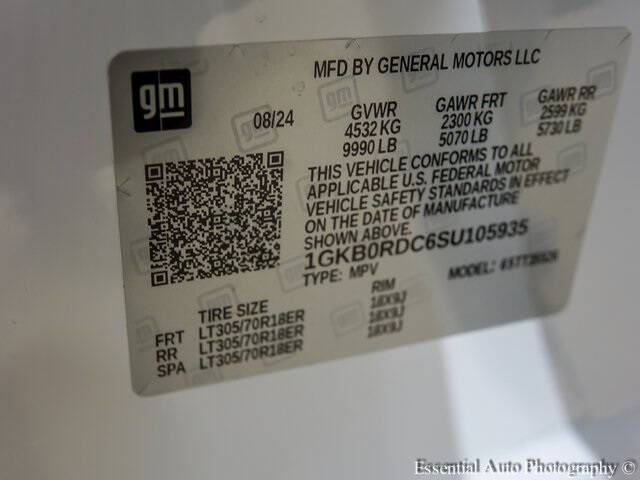 MFD BY GENERAL MOTORS LLC
gm
08/24
GVWR
4532 KG
9990 LB
GAWR FRT
2300 KG
5070 LB
GAWR RR
2599 KG
5730 LB
THIS VEHICLE CONFORMS TO ALL
APPLICABLE U.S. FEDERAL MOTOR
VEHICLE SAFETY STANDARDS IN EFFECT
ON THE DATE OF MANUFACTURE
SHOWN ABOVE.
1GKB0RDC6SU105935
TYPE: MPV
MODEL:
TIRE SIZE
RIM
FRT LT305/70R18ER 18X9J
RR LT305/70R18ER 18X9J
SPA LT305/70R18ER 18X9J
Essential Auto Photography ©